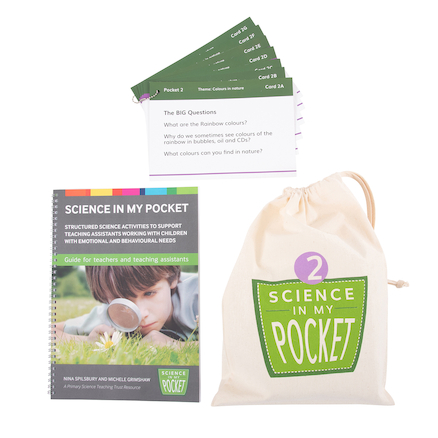 Card 2G
Card 2F
Card 2E
Card 2D
Card 2C
Card 2B
Pocket 2 Theme: Colours in nature Card 2A
The BIG Questions
What are the Rainbow colours?
Why do we sometimes see colours of the
rainbow in bubbles, oil and CDs?
What colours can you find in nature?
SCIENCE IN MY POCKET
STRUCTURED SCIENCE ACTIVITIES TO SUPPORT
TEACHING ASSISTANTS WORKING WITH CHILDREN
WITH EMOTIONAL AND BEHAVIOURAL NEEDS
Guide for teachers and teaching assistants
NINA SPILSBURY AND MICHELE GRIMSHAW
A Primary Science Teaching Trust Resource
SCIENCE
IN MY
POCKET
2
SCIENCE
IN MY
POCKET